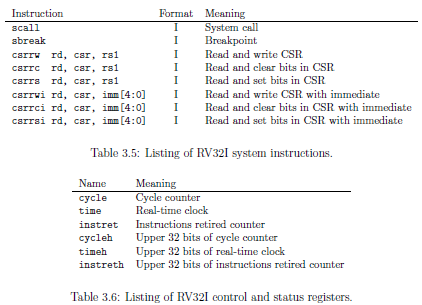 Instruction Format Meaning
scall I System call
sbreak I Breakpoint
csrrw rd, csr, rs1 I Read and write CSR
csrrc rd, csr, rs1 I Read and clear bits in CSR
csrrs rd, csr, rs1 I Read and set bits in CSR
csrrwi rd, csr, imm[4:0] I Read and write CSR with immediate
csrrci rd, csr, imm[4:0] I Read and clear bits in CSR with immediate
csrrsi rd, csr, imm[4:0] I Read and set bits in CSR with immediate
Table 3.5: Listing of RV32I system instructions.
Name Meaning
cycle Cycle counter
time Real-time clock
instret Instructions retired counter
cycleh Upper 32 bits of cycle counter
timeh Upper 32 bits of real-time clock
instreth Upper 32 bits of instructions retired counter
Table 3.6: Listing of RV32I control and status registers.